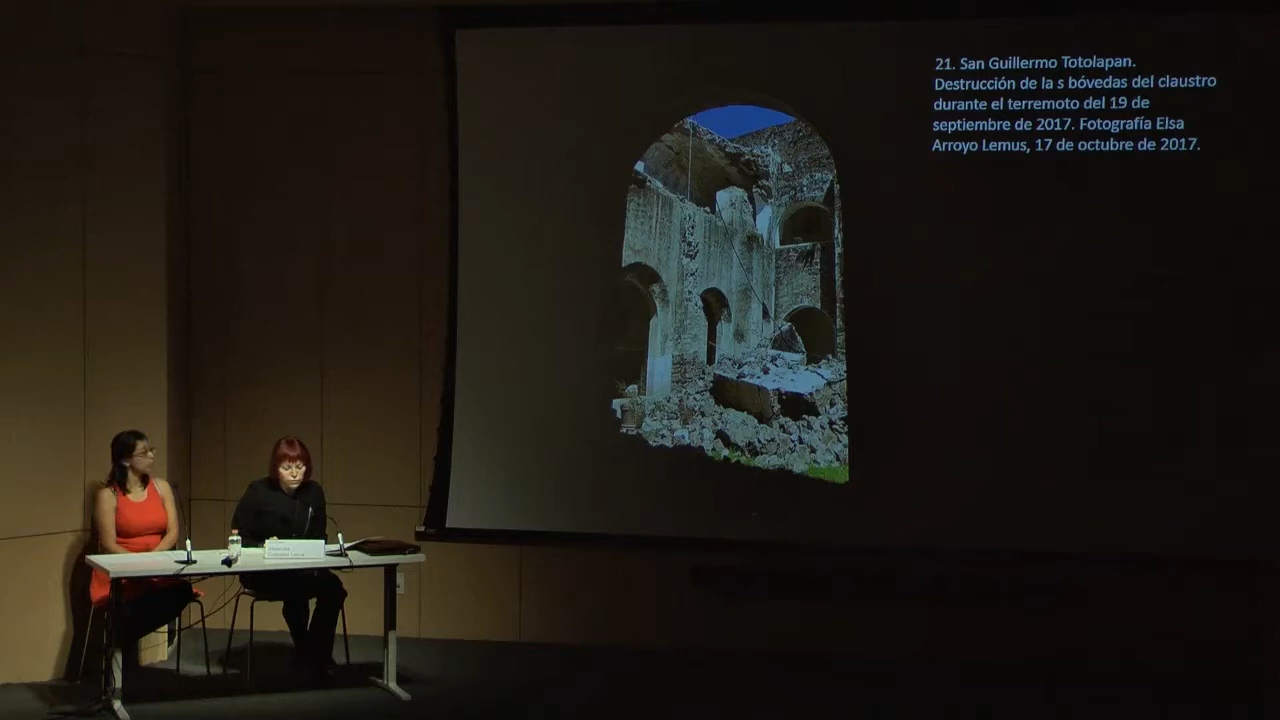 21. San Guillermo Totolapan.
Destrucción de la s bóvedas del claustro
durante el terremoto del 19 de
septiembre de 2017. Fotografía Elsa
Arroyo Lemus, 17 de octubre de 2017.